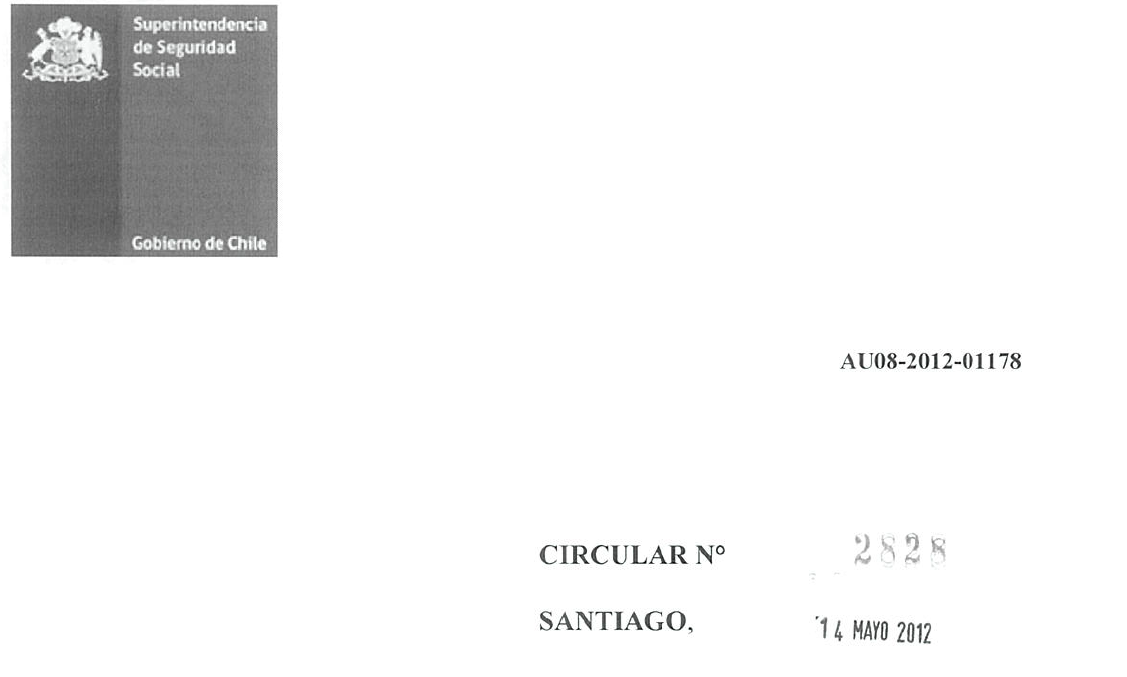 Superintendencia
de Seguridad
Social
Gobierno de Chile
AU08-2012-01178
CIRCULAR N° 2828
SANTIAGO, 14 MAYO 2012